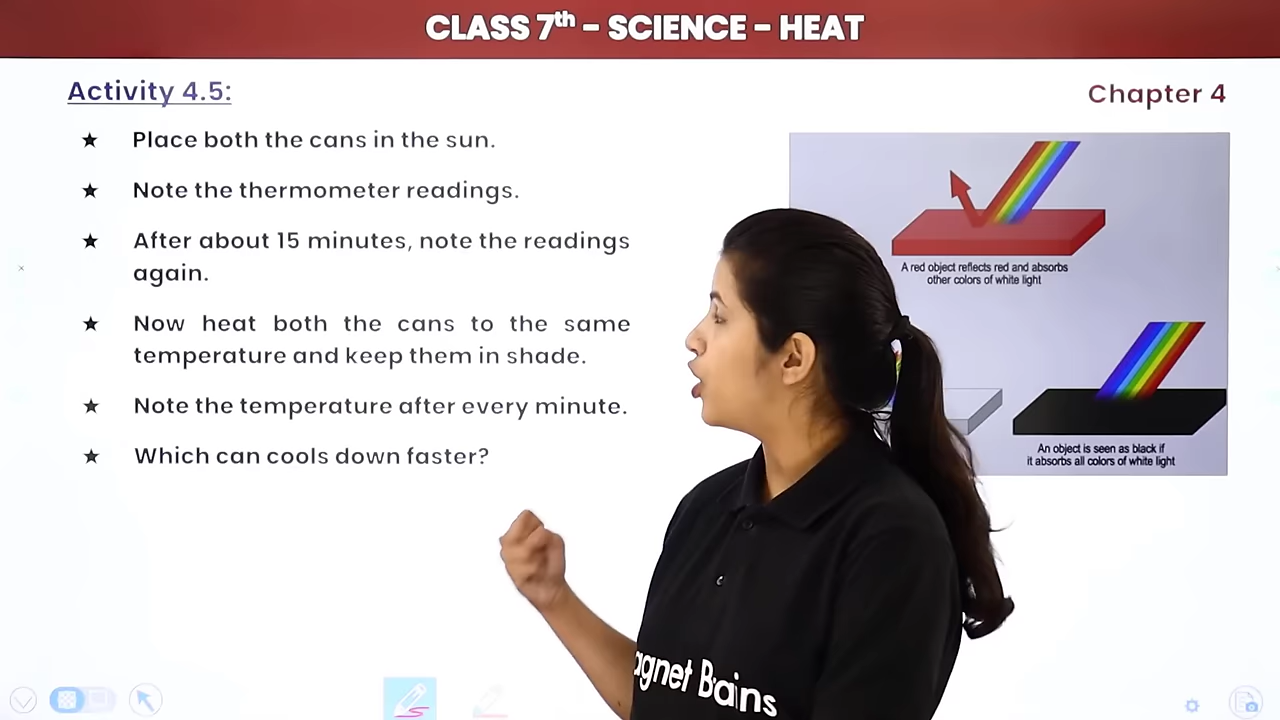 CLASS 7th - SCIENCE - HEAT
Activity 4.5:
Chapter 4
★ Place both the cans in the sun.
★ Note the thermometer readings.
★ After about 15 minutes, note the readings
again.
★ Now heat both the cans to the same
temperature and keep them in shade.
★ Note the temperature after every minute.
★ Which can cools down faster?
A red object reflects red and absorbs
other colors of white light
An object is seen as black if
it absorbs all colors of white light
agnet Brains